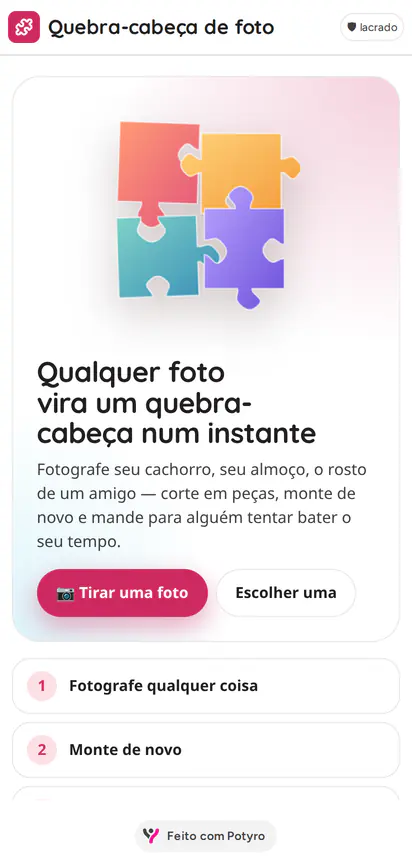 Quebra-cabeça de foto
lacrado
Qualquer foto
vira um quebra-
cabeça num instante
Fotografe seu cachorro, seu almoço, o rosto
de um amigo — corte em peças, monte de
novo e mande para alguém tentar bater o
seu tempo.
📷 Tirar uma foto
Escolher uma
1 Fotografe qualquer coisa
2 Monte de novo
Feito com Potyro